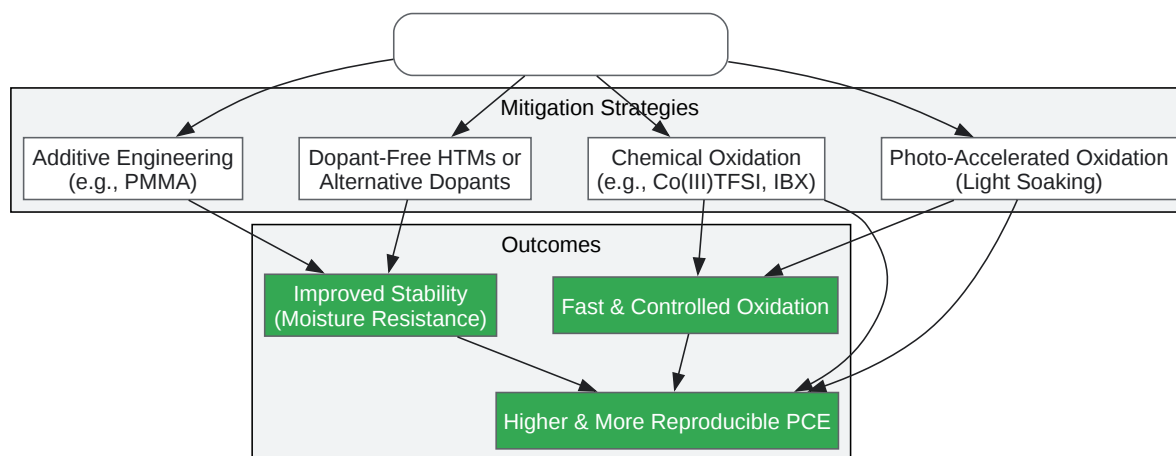 Mitigation Strategies
Additive Engineering
(e.g., PMMA)
Dopant-Free HTMs or
Alternative Dopants
Chemical Oxidation
(e.g., Co(III)TFSI, IBX)
Photo-Accelerated Oxidation
(Light Soaking)
Outcomes
Improved Stability
(Moisture Resistance)
Fast & Controlled Oxidation
Higher & More Reproducible PCE